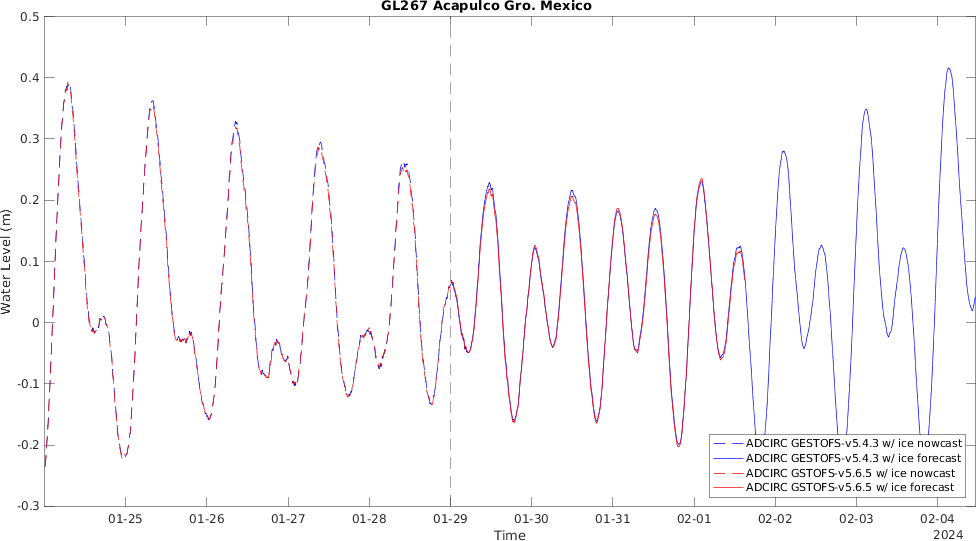 GL267 Acapulco Gro. Mexico
0.5
0.4
0.3
0.2
0.1
0
-0.1
-0.2
-0.3
Water Level (m)
ADCIRC GESTOFS-v5.4.3 w/ ice nowcast
ADCIRC GESTOFS-v5.4.3 w/ ice forecast
ADCIRC GSTOFS-v5.6.5 w/ ice nowcast
ADCIRC GSTOFS-v5.6.5 w/ ice forecast
01-25 01-26 01-27 01-28 01-29 01-30 01-31 02-01 02-02 02-03 02-04
Time
2024